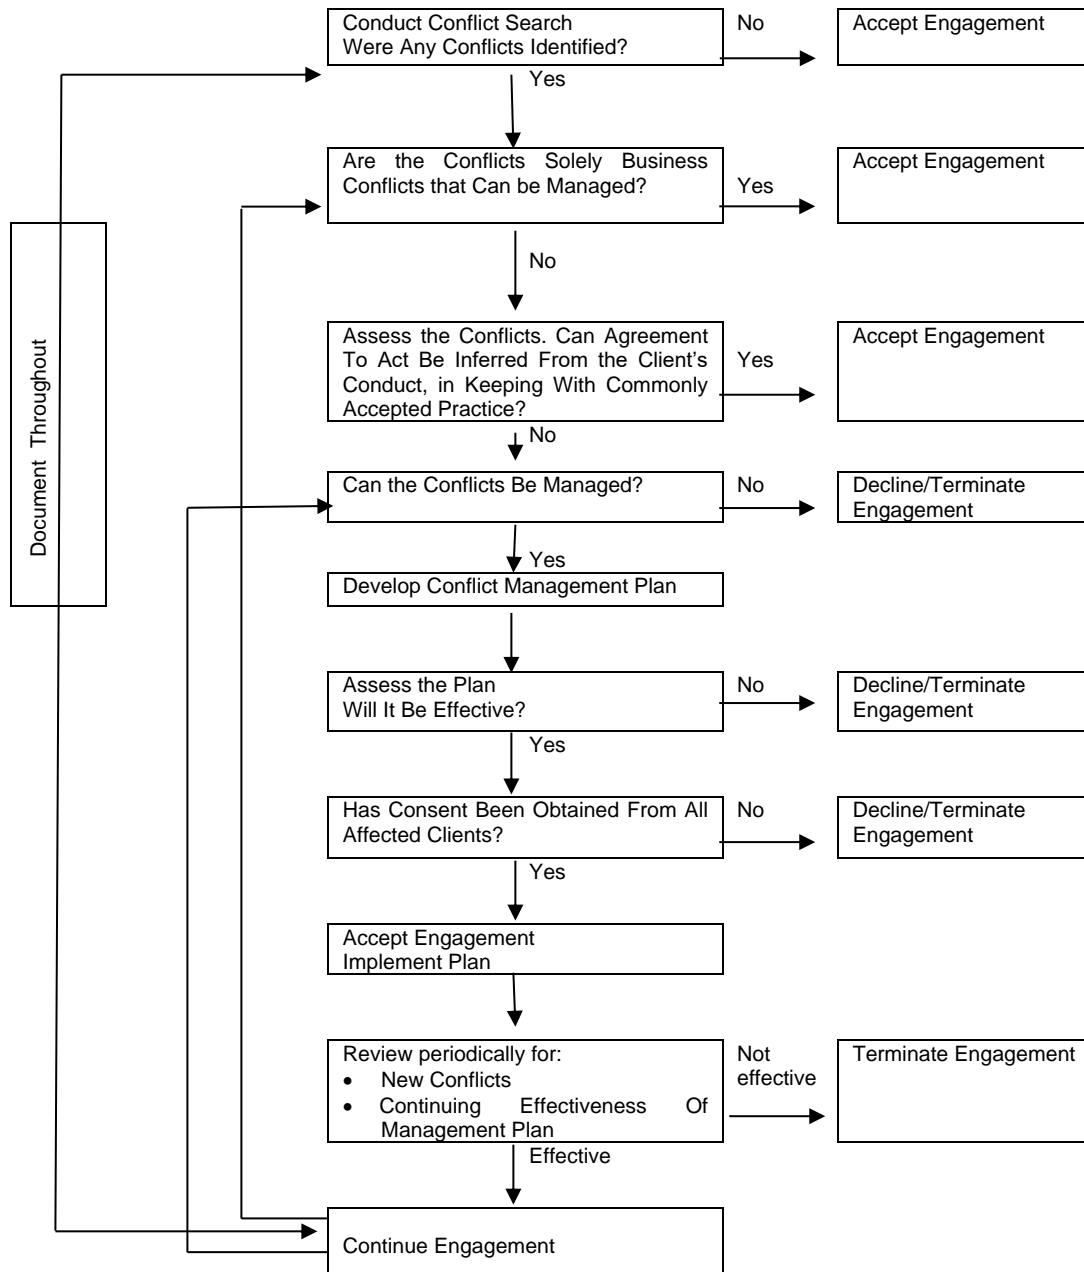 Conduct Conflict Search
Were Any Conflicts Identified?
No
Accept Engagement
Yes
Are the Conflicts Solely Business
Conflicts that Can be Managed?
Yes
Accept Engagement
No
Document Throughout
Assess the Conflicts. Can Agreement
To Act Be Inferred From the Client’s
Conduct, in Keeping With Commonly
Accepted Practice?
Yes
Accept Engagement
No
Can the Conflicts Be Managed?
No
Decline/Terminate
Engagement
Yes
Develop Conflict Management Plan
Assess the Plan
Will It Be Effective?
No
Decline/Terminate
Engagement
Yes
Has Consent Been Obtained From All
Affected Clients?
No
Decline/Terminate
Engagement
Yes
Accept Engagement
Implement Plan
Review periodically for:
• New Conflicts
• Continuing Effectiveness Of
Management Plan
Not
effective
Terminate Engagement
Effective
Continue Engagement